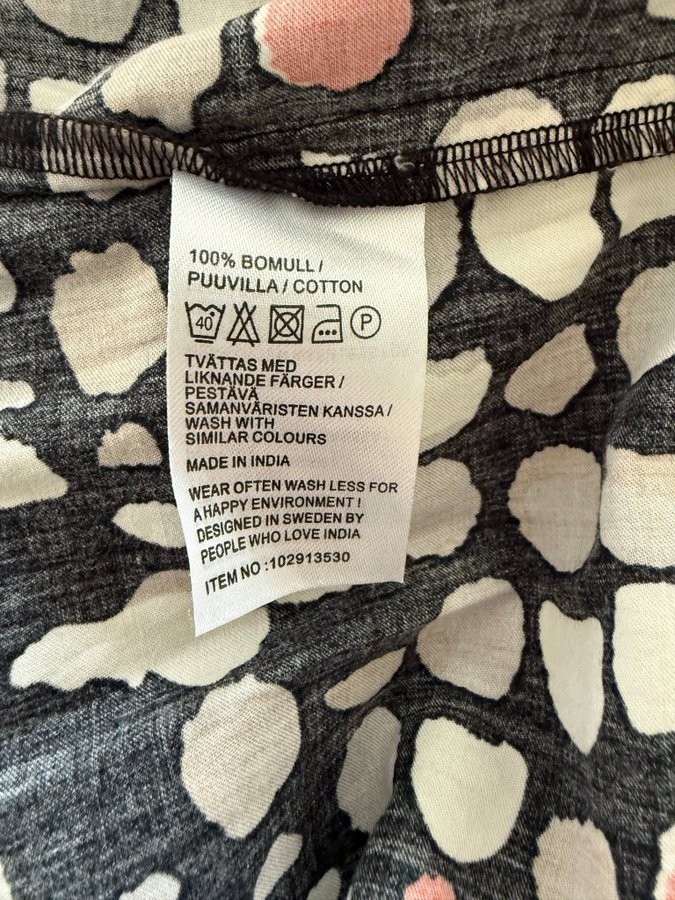 100% BOMULL /
PUUVILLA / COTTON
40 P
TVÄTTAS MED
LIKNANDE FÄRGER /
PESTÄVÄ
SAMANVÄRISTEN KANSSA /
WASH WITH
SIMILAR COLOURS
MADE IN INDIA
WEAR OFTEN WASH LESS FOR
A HAPPY ENVIRONMENT !
DESIGNED IN SWEDEN BY
PEOPLE WHO LOVE INDIA
ITEM NO :102913530